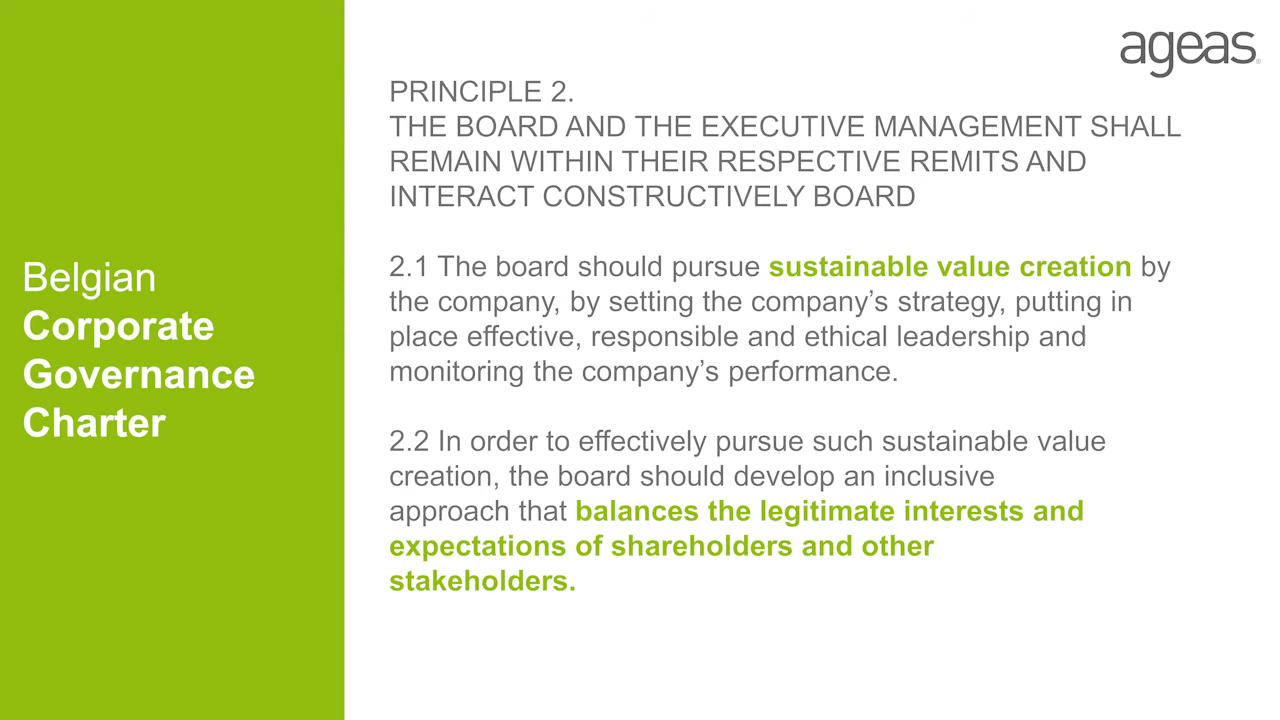 ageas®
Belgian
Corporate
Governance
Charter
PRINCIPLE 2.
THE BOARD AND THE EXECUTIVE MANAGEMENT SHALL
REMAIN WITHIN THEIR RESPECTIVE REMITS AND
INTERACT CONSTRUCTIVELY BOARD
2.1 The board should pursue sustainable value creation by
the company, by setting the company’s strategy, putting in
place effective, responsible and ethical leadership and
monitoring the company’s performance.
2.2 In order to effectively pursue such sustainable value
creation, the board should develop an inclusive
approach that balances the legitimate interests and
expectations of shareholders and other
stakeholders.